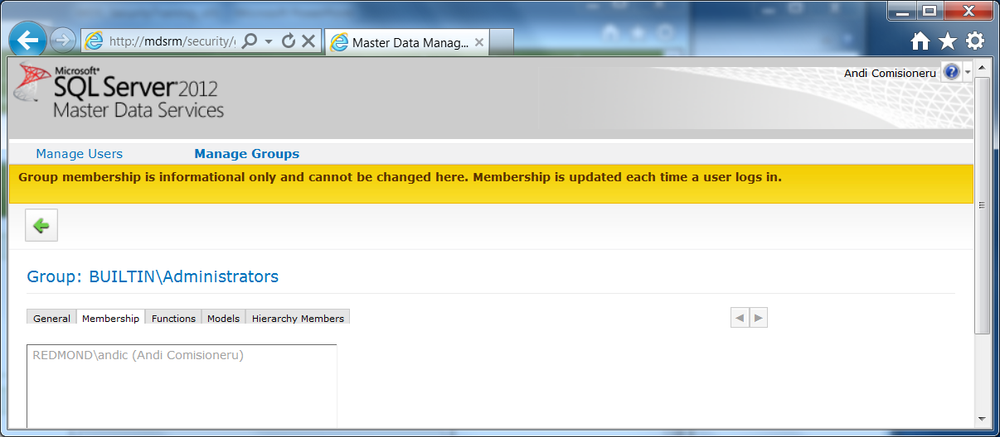 http://mdsrm/security/
Master Data Manag...
Microsoft®
SQL Server® 2012
Master Data Services
Andi Comisioneru
Manage Users
Manage Groups
Group membership is informational only and cannot be changed here. Membership is updated each time a user logs in.
Group: BUILTIN\Administrators
General
Membership
Functions
Models
Hierarchy Members
REDMOND\andic (Andi Comisioneru)